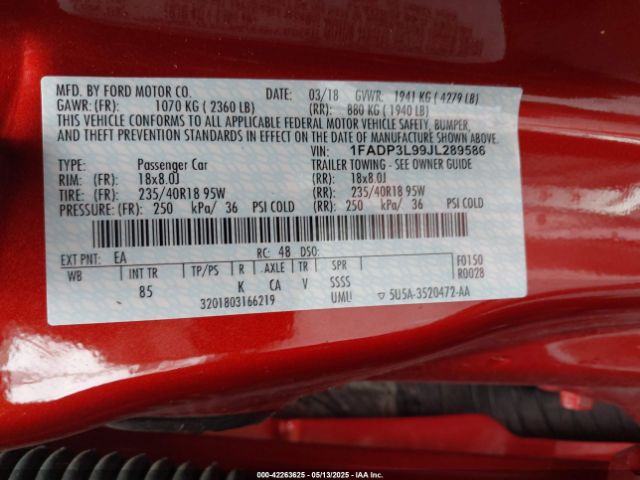 MFD. BY FORD MOTOR CO. DATE: 03/18 GVWR: 1941 KG ( 4279 LB)
GAWR: (FR): 1070 KG ( 2360 LB) (RR): 880 KG ( 1940 LB)
THIS VEHICLE CONFORMS TO ALL APPLICABLE FEDERAL MOTOR VEHICLE SAFETY, BUMPER,
AND THEFT PREVENTION STANDARDS IN EFFECT ON THE DATE OF MANUFACTURE SHOWN ABOVE.
VIN: 1FADP3L99JL289586
TYPE: Passenger Car TRAILER TOWING - SEE OWNER GUIDE
RIM: (FR): 18x8.0J (RR): 18x8.0J
TIRE: (FR): 235/40R18 95W (RR): 235/40R18 95W
PRESSURE: (FR): 250 kPa/ 36 PSI COLD (RR): 250 kPa/ 36 PSI COLD
EXT PNT: EA RC: 48 DSO: F0150
WB INT TR TP/PS R AXLE TR SPR R0028
85 K CA V SSSS
3201803166219 UML! ▽ 5U5A-3520472-AA
000-42263625 - 05/13/2025 - IAA Inc.